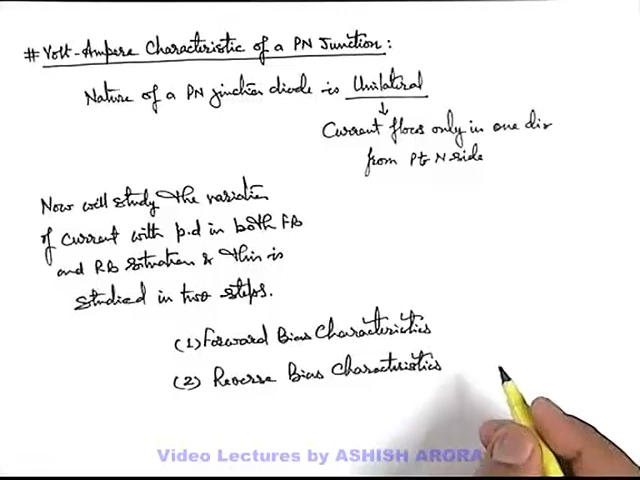 # Volt-Ampere Characteristic of a PN Junction :
Nature of a PN junction diode is Unilateral
↓
Current flows only in one dir
from P to N side
Now will study the variation
of current with p.d in both FB
and RB situation & this is
studied in two steps.
(1) Forward Bias Characteristics
(2) Reverse Bias Characteristics
Video Lectures by ASHISH ARORA